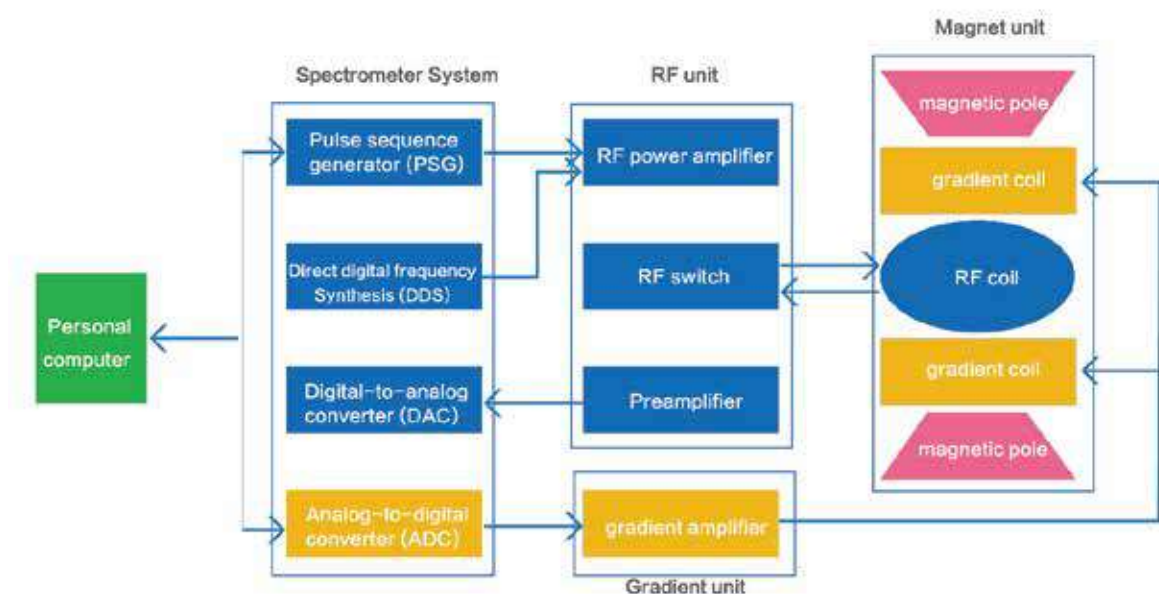 Magnet unit
Spectrometer System
RF unit
magnetic pole
Pulse sequence
generator (PSG)
RF power amplifier
gradient coil
Direct digital frequency
Synthesis (DDS)
RF switch
RF coil
Personal
computer
Digital-to-analog
converter (DAC)
Preamplifier
gradient coil
magnetic pole
Analog-to-digital
converter (ADC)
gradient amplifier
Gradient unit